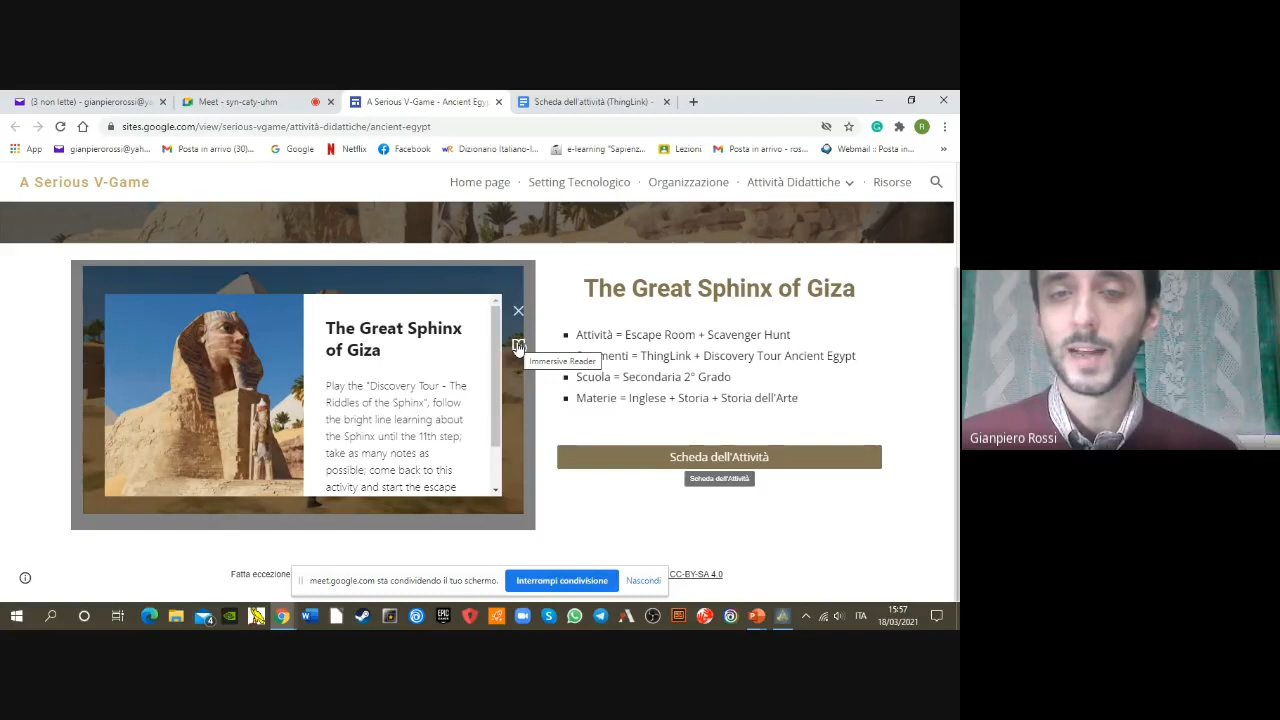 (3 non lette) - gianpierorossi@ya
Meet - syn-caty-uhm
A Serious V-Game - Ancient Egy
Scheda dell'attività (ThingLink) -
sites.google.com/view/serious-vgame/attività-didattiche/ancient-egypt
App
gianpierorossi@yah...
Posta in arrivo (30)...
Google
Netflix
Facebook
Dizionario Italiano-I...
e-learning "Sapienz...
Lezioni
Posta in arrivo - ros...
Webmail :: Posta in...
A Serious V-Game
Home page
Setting Tecnologico
Organizzazione
Attività Didattiche
Risorse
The Great Sphinx
of Giza
Play the "Discovery Tour - The
Riddles of the Sphinx", follow
the bright line learning about
the Sphinx until the 11th step;
take as many notes as
possible; come back to this
activity and start the escape
Immersive Reader
The Great Sphinx of Giza
Attività = Escape Room + Scavenger Hunt
= ThingLink + Discovery Tour Ancient Egypt
Scuola = Secondaria 2° Grado
Materie = Inglese + Storia + Storia dell'Arte
Scheda dell'Attività
Scheda dell'Attività
Gianpiero Rossi
Fatta eccezione
CC-BY-SA 4.0
meet.google.com sta condividendo il tuo schermo.
Interrompi condivisione
Nascondi
ITA
15:57
18/03/2021